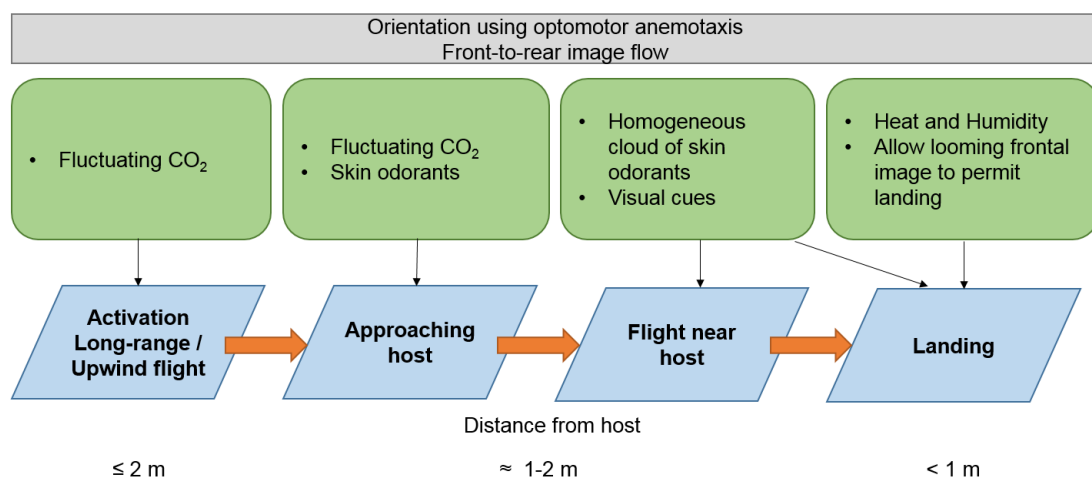 Orientation using optomotor anemotaxis
Front-to-rear image flow
• Fluctuating CO₂
• Fluctuating CO₂
• Skin odorants
• Homogeneous
cloud of skin
odorants
• Visual cues
• Heat and Humidity
• Allow looming frontal
image to permit
landing
Activation
Long-range /
Upwind flight
Approaching
host
Flight near
host
Landing
Distance from host
≤ 2 m
≈ 1-2 m
< 1 m